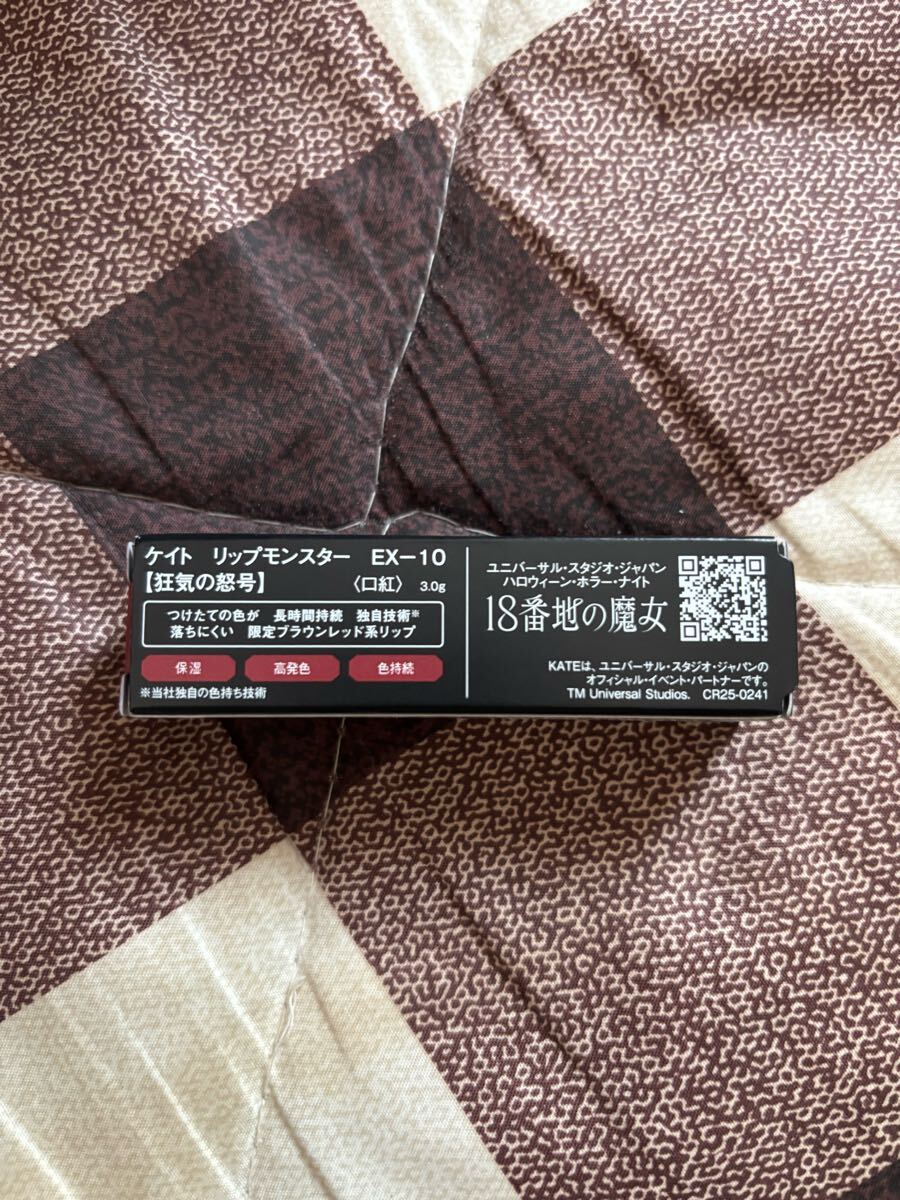 ケイト リップモンスター EX-10
【狂気の怒号】 〈口紅〉 3.0g
つけたての色が 長時間持続 独自技術※
落ちにくい 限定ブラウンレッド系リップ
保湿 高発色 色持続
※当社独自の色持ち技術
ユニバーサル・スタジオ・ジャパン
ハロウィーン・ホラー・ナイト
18番地の魔女
KATEは、ユニバーサル・スタジオ・ジャパンの
オフィシャル・イベント・パートナーです。
TM Universal Studios. CR25-0241